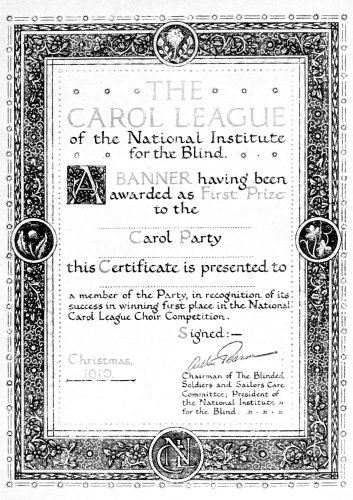 THE
CAROL LEAGUE
of the National Institute
for the Blind.
A BANNER having been
awarded as First Prize
to the
Carol Party
this Certificate is presented to
a member of the Party, in recognition of its
success in winning first place in the National
Carol League Choir Competition.
Signed:—
Christmas,
1919.
Chairman of The Blinded
Soldiers and Sailors Care
Committee; President of
the National Institute
for the Blind.